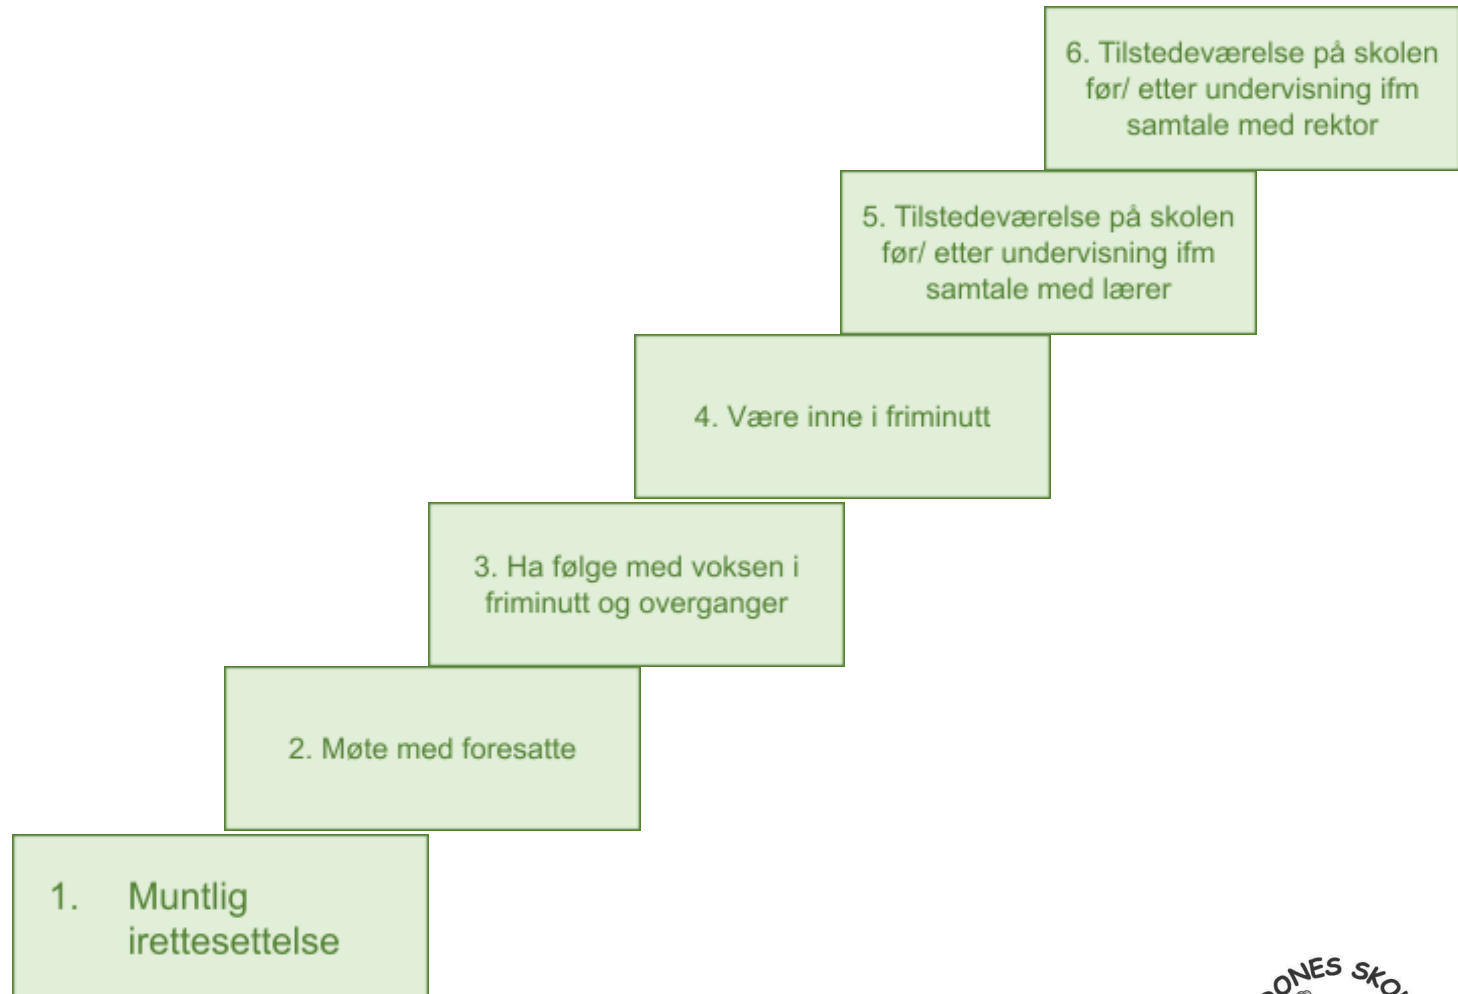 6. Tilstedeværelse på skolen
før/ etter undervisning ifm
samtale med rektor
5. Tilstedeværelse på skolen
før/ etter undervisning ifm
samtale med lærer
4. Være inne i friminutt
3. Ha følge med voksen i
friminutt og overganger
2. Møte med foresatte
1. Muntlig
irettesettelse